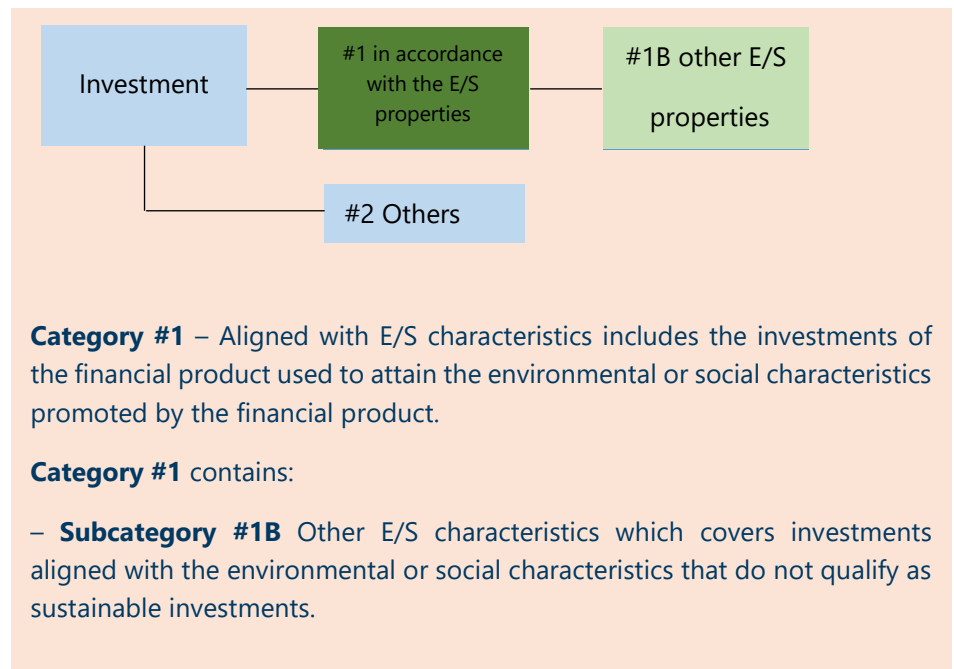 Investment
#1 in accordance
with the E/S
properties
#1B other E/S
properties
#2 Others
Category #1 – Aligned with E/S characteristics includes the investments of
the financial product used to attain the environmental or social characteristics
promoted by the financial product.
Category #1 contains:
– Subcategory #1B Other E/S characteristics which covers investments
aligned with the environmental or social characteristics that do not qualify as
sustainable investments.